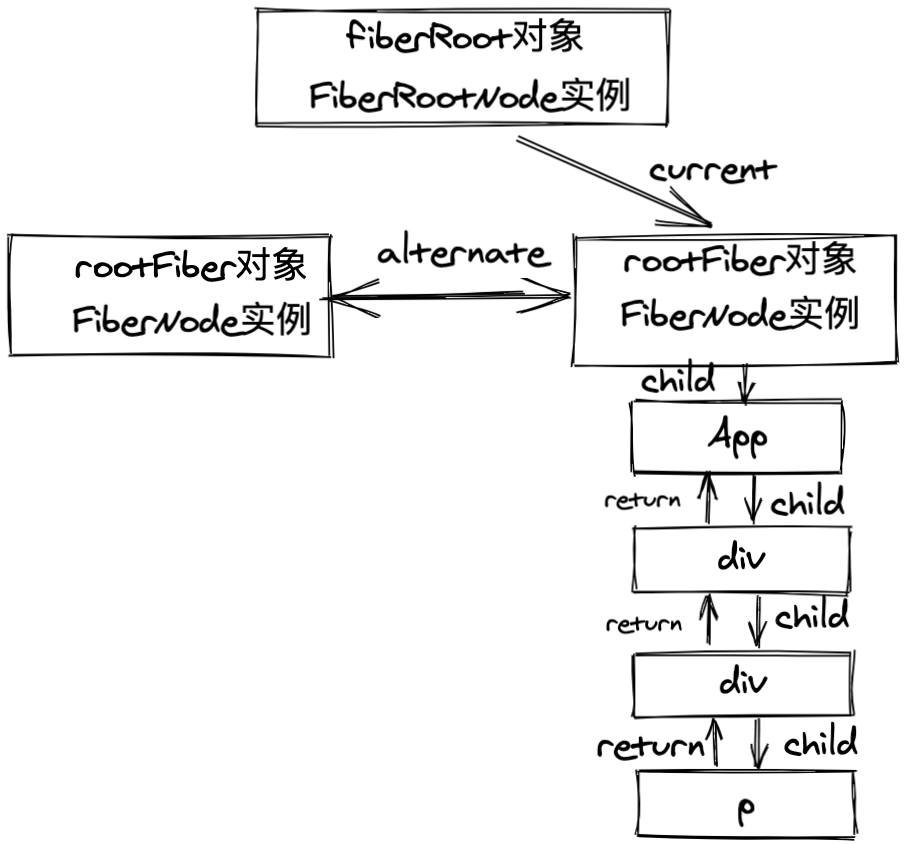 fiberRoot对象
FiberRootNode实例
current
alternate
rootFiber对象
FiberNode实例
rootFiber对象
FiberNode实例
child
App
return
child
div
return
child
div
return
child
p